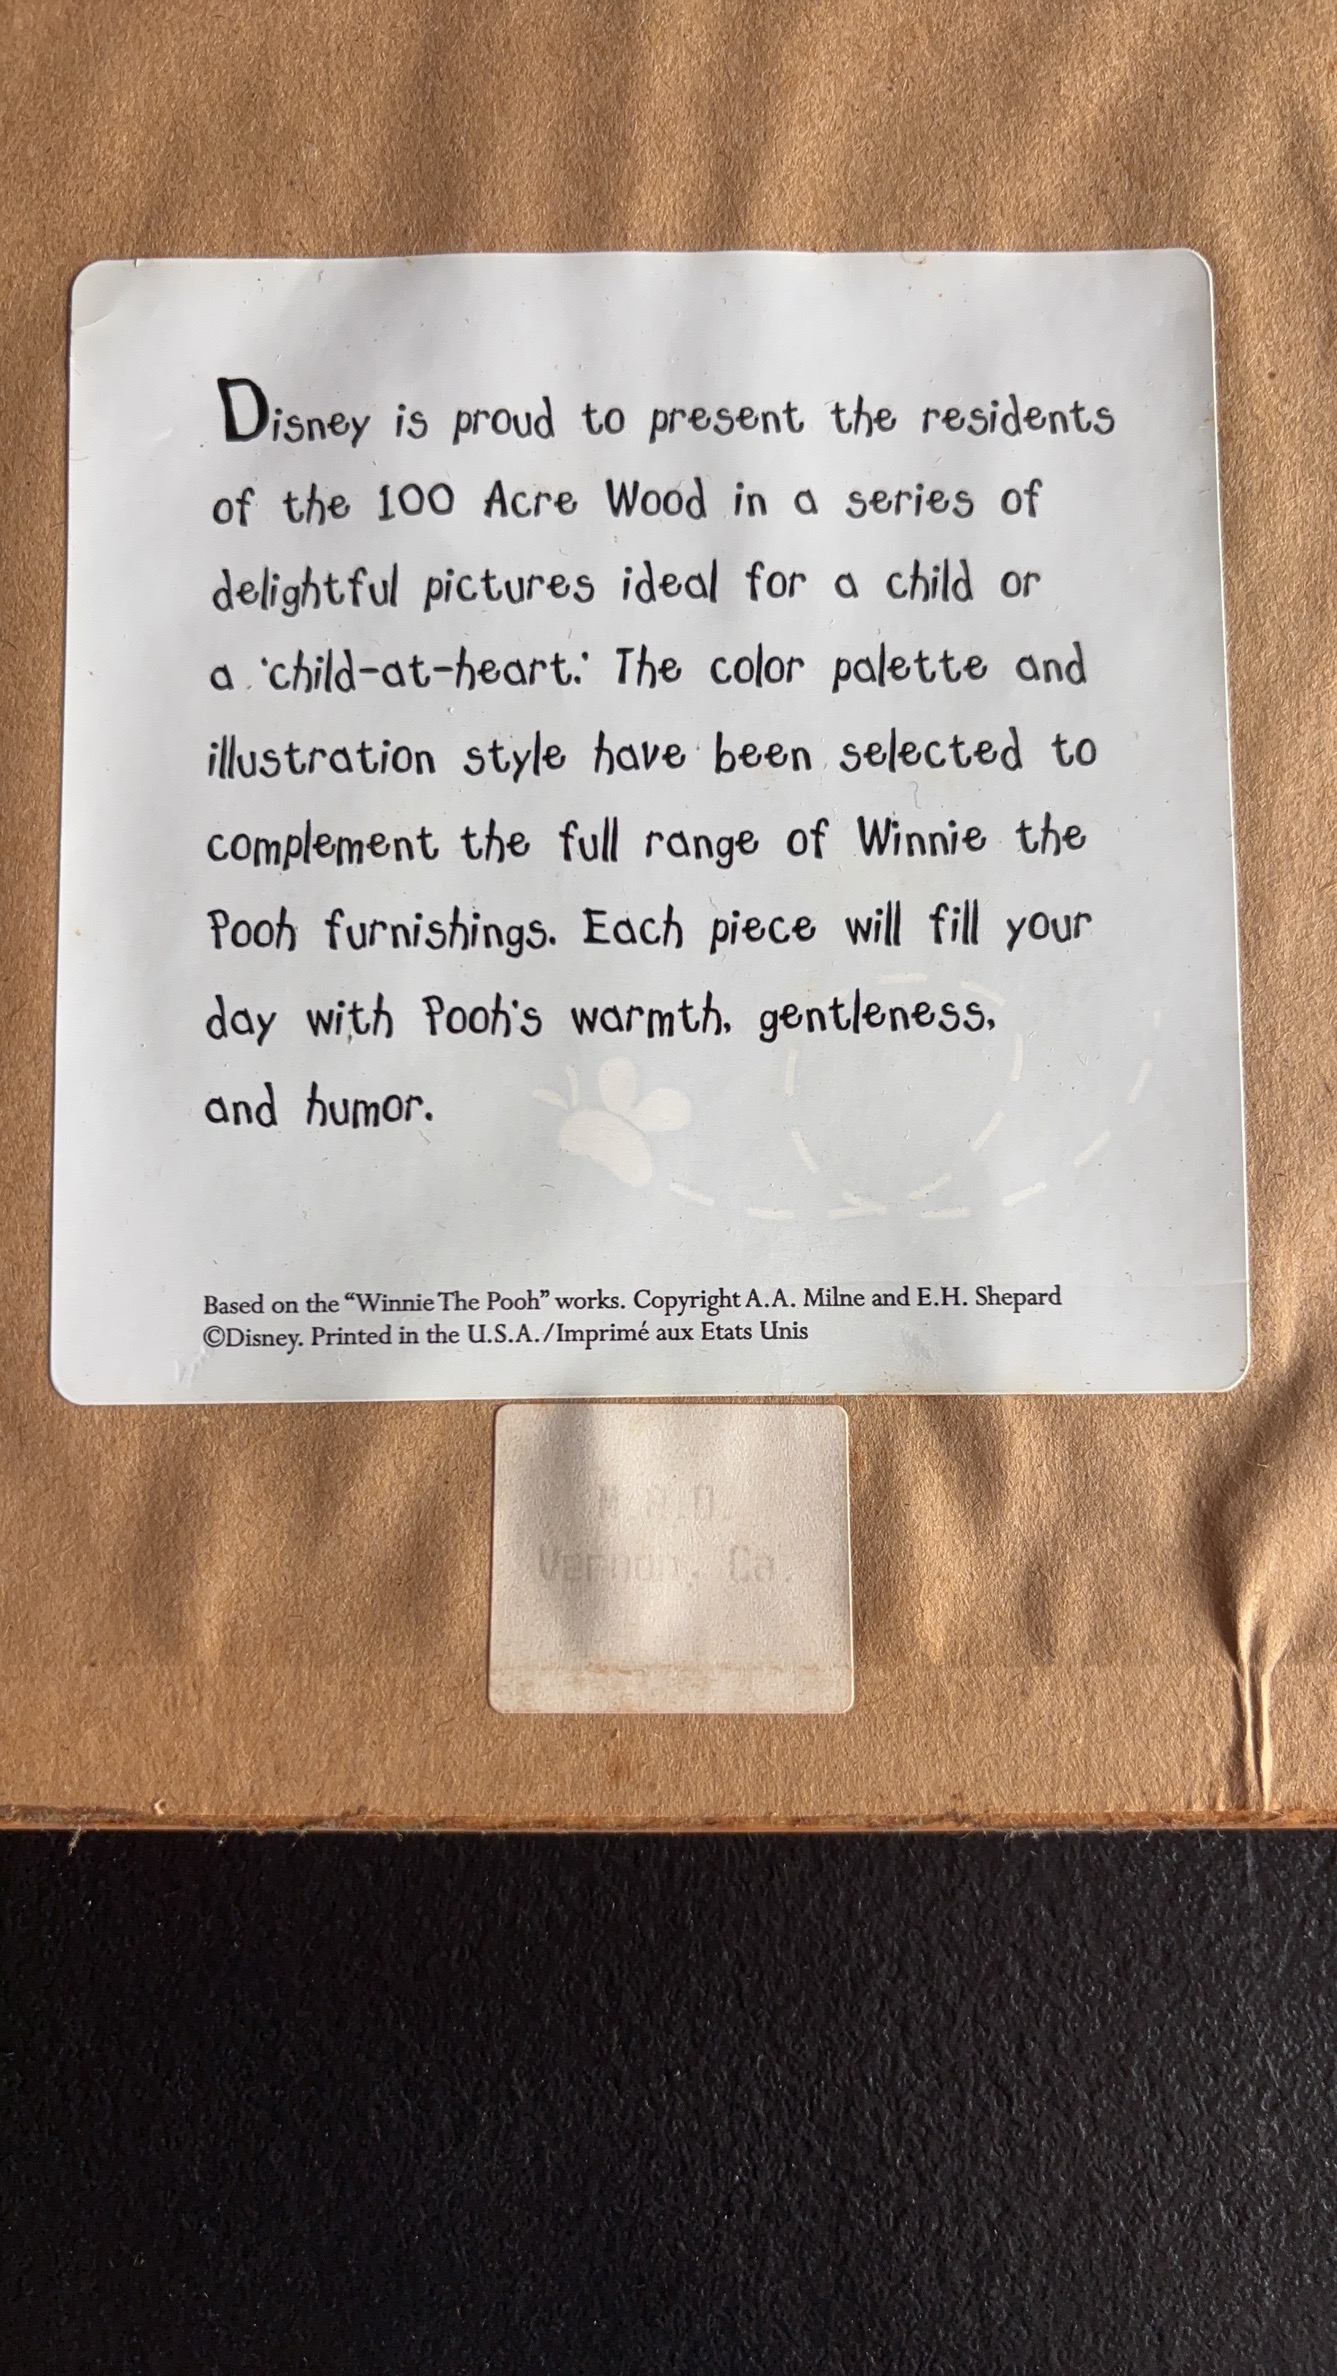 Disney is proud to present the residents
of the 100 Acre Wood in a series of
delightful pictures ideal for a child or
a 'child-at-heart.' The color palette and
illustration style have been selected to
complement the full range of Winnie the
Pooh furnishings. Each piece will fill your
day with Pooh's warmth, gentleness,
and humor.
Based on the “Winnie The Pooh” works. Copyright A.A. Milne and E.H. Shepard
©Disney. Printed in the U.S.A./Imprimé aux Etats Unis
Vernon, Ca.